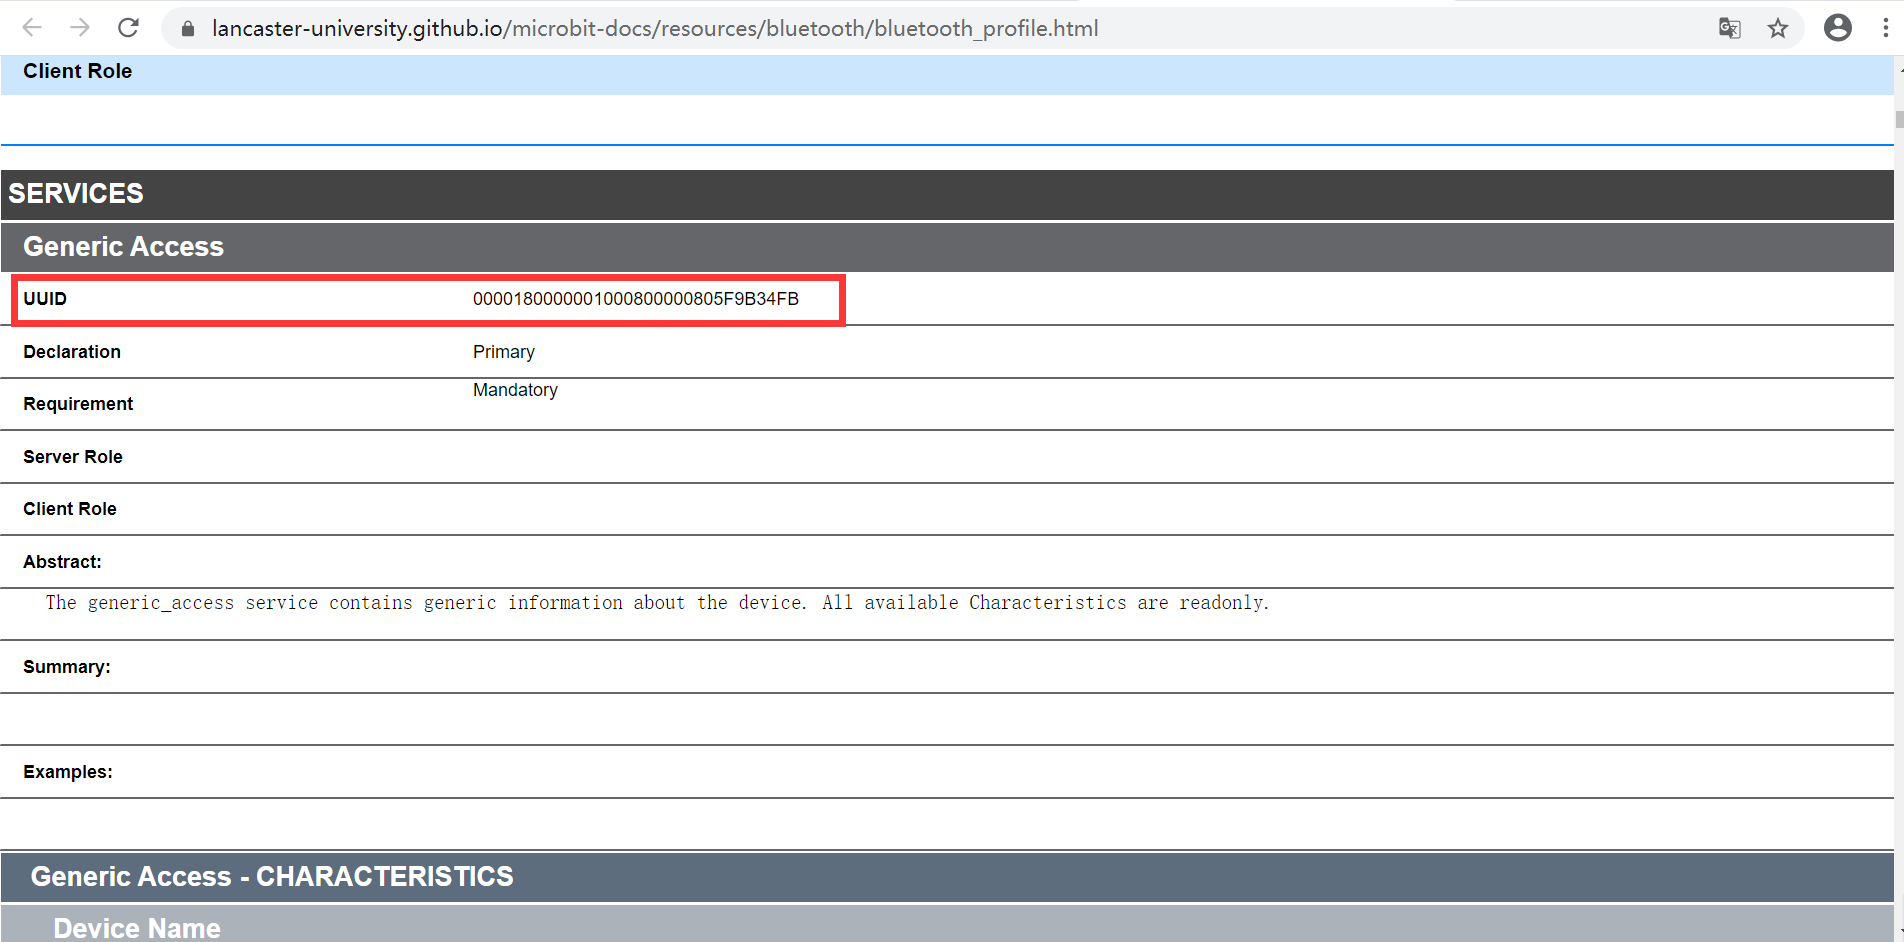 lancaster-university.github.io/microbit-docs/resources/bluetooth/bluetooth_profile.html
Client Role
SERVICES
Generic Access
UUID 0000180000001000800000805F9B34FB
Declaration Primary
Requirement Mandatory
Server Role
Client Role
Abstract:
The generic_access service contains generic information about the device. All available Characteristics are readonly.
Summary:
Examples:
Generic Access - CHARACTERISTICS
Device Name